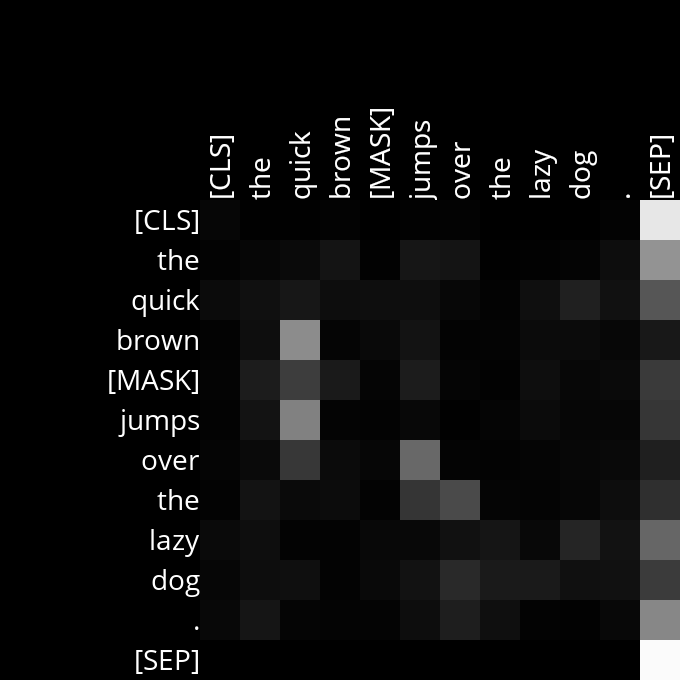 [CLS]
the
quick
brown
[MASK]
jumps
over
the
lazy
dog
.
[SEP]
[CLS]
the
quick
brown
[MASK]
jumps
over
the
lazy
dog
.
[SEP]